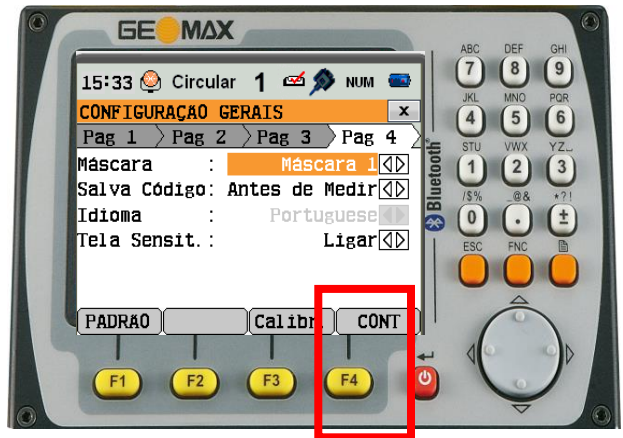 GEOMAX
15:33 Circular 1 NUM
CONFIGURAÇÃO GERAIS x
Pag 1 Pag 2 Pag 3 Pag 4
Máscara : Máscara 1
Salva Código: Antes de Medir
Idioma : Portuguese
Tela Sensit.: Ligar
PADRÃO Calibr. CONT
F1 F2 F3 F4
Bluetooth
ABC DEF GHI
7 8 9
JKL MNO PQR
4 5 6
STU VWX YZ_
1 2 3
/$% _@& *?!
0 . ±
ESC FNC